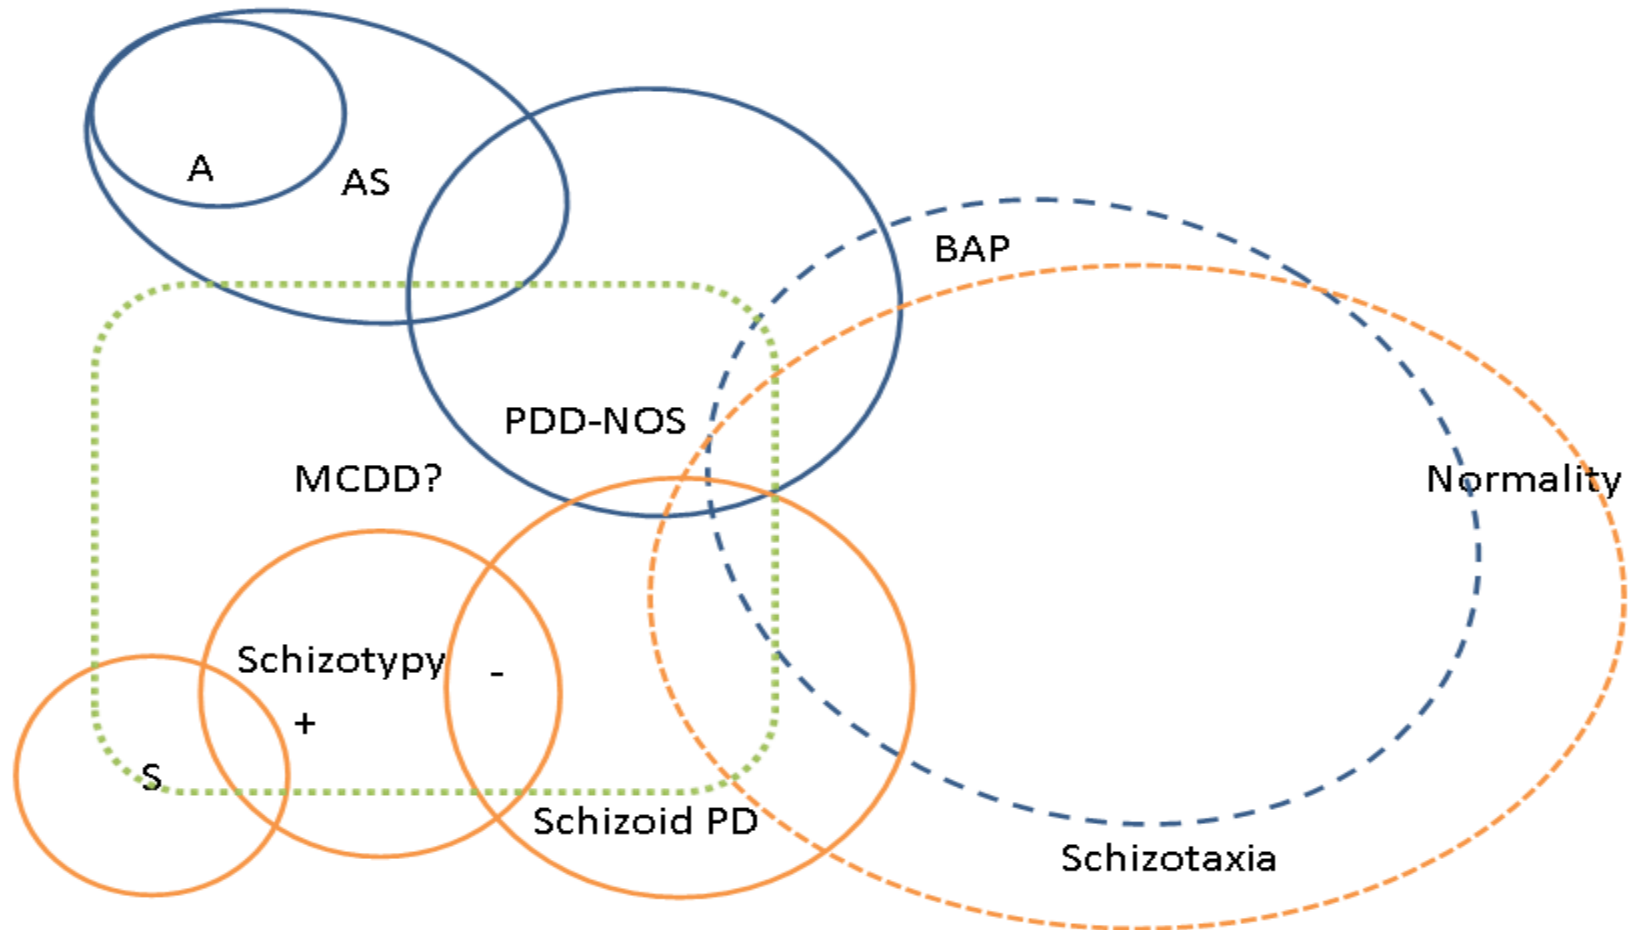 A
AS
BAP
PDD-NOS
MCDD?
Normality
Schizotypy
-
+
S
Schizoid PD
Schizotaxia